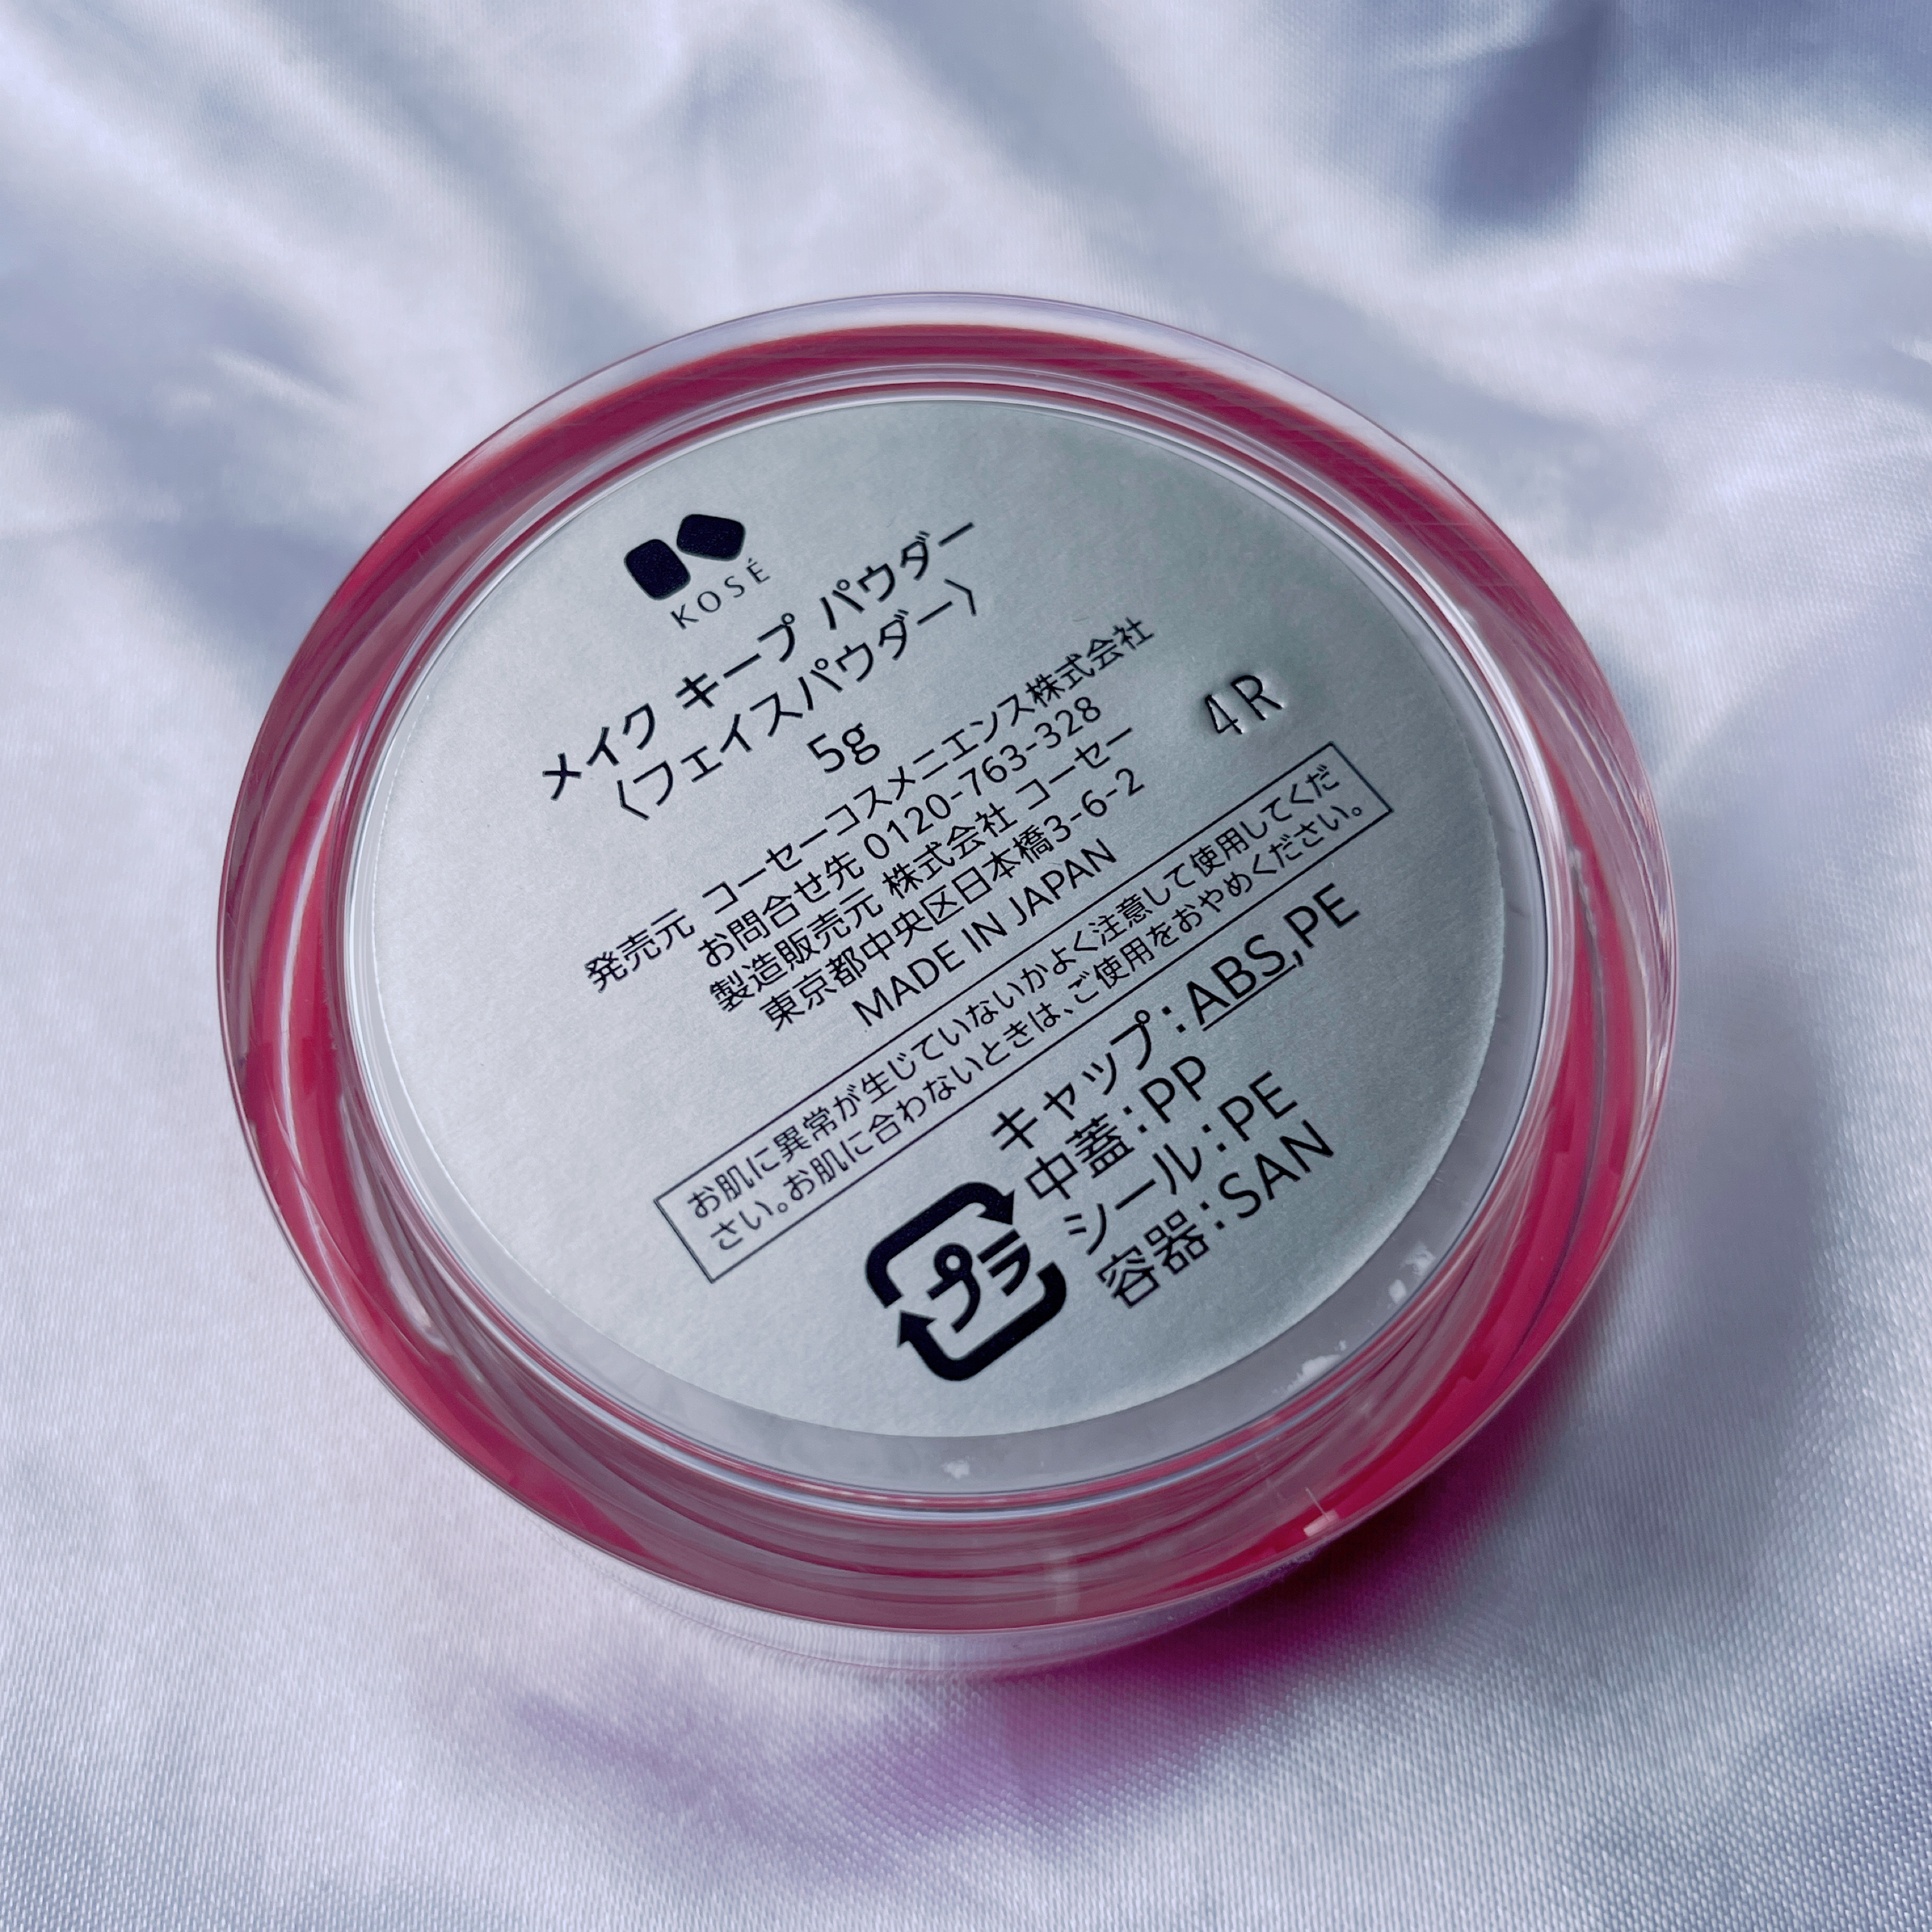 KOSÉ
メイク キープ パウダー
〈フェイスパウダー〉
5g
発売元 コーセーコスメニエンス株式会社
お問合せ先 0120-763-328
製造販売元 株式会社 コーセー
東京都中央区日本橋3-6-2
MADE IN JAPAN
4R
お肌に異常が生じていないかよく注意して使用してくだ
さい。お肌に合わないときは、ご使用をおやめください。
プラ
キャップ：ABS,PE
中蓋：PP
シール：PE
容器：SAN